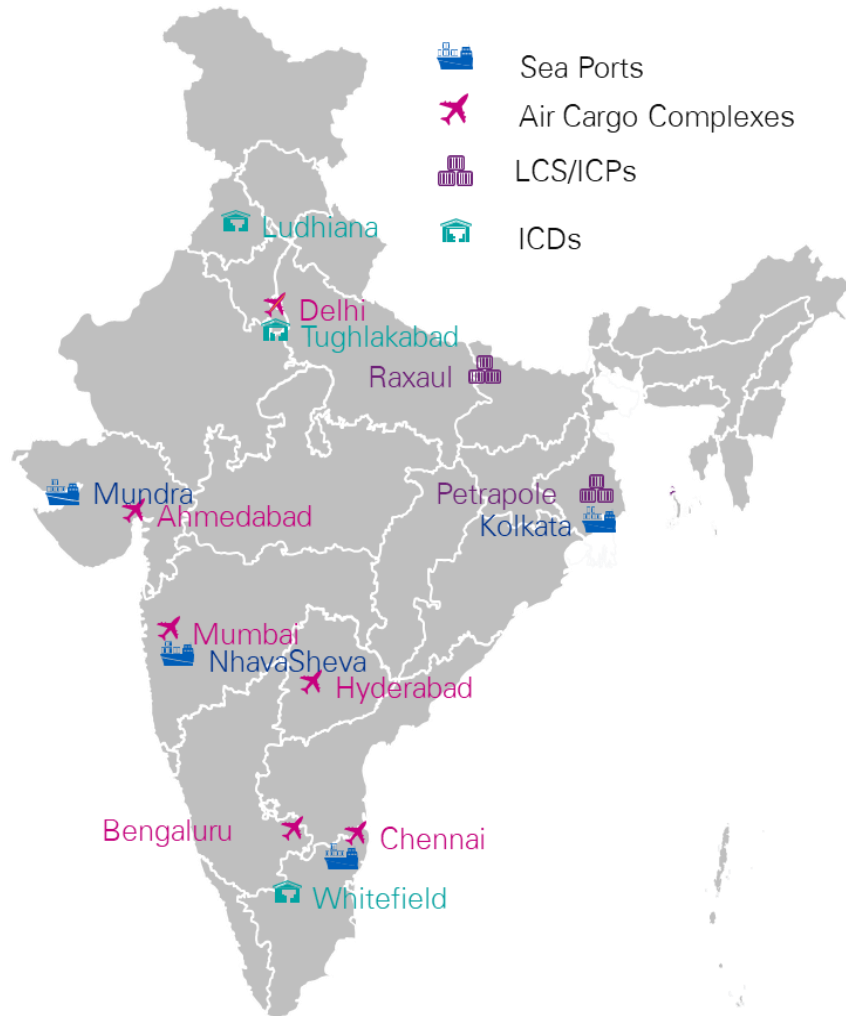 Sea Ports
Air Cargo Complexes
LCS/ICPs
ICDs
Ludhiana
Delhi
Tughlakabad
Raxaul
Mundra
Ahmedabad
Petrapole
Kolkata
Mumbai
NhavaSheva
Hyderabad
Bengaluru
Chennai
Whitefield